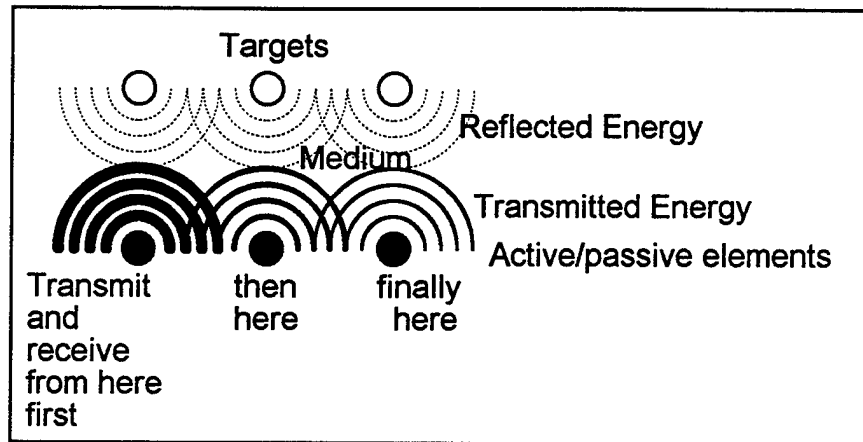 Targets
Reflected Energy
Medium
Transmitted Energy
Active/passive elements
Transmit
and
receive
from here
first
then
here
finally
here